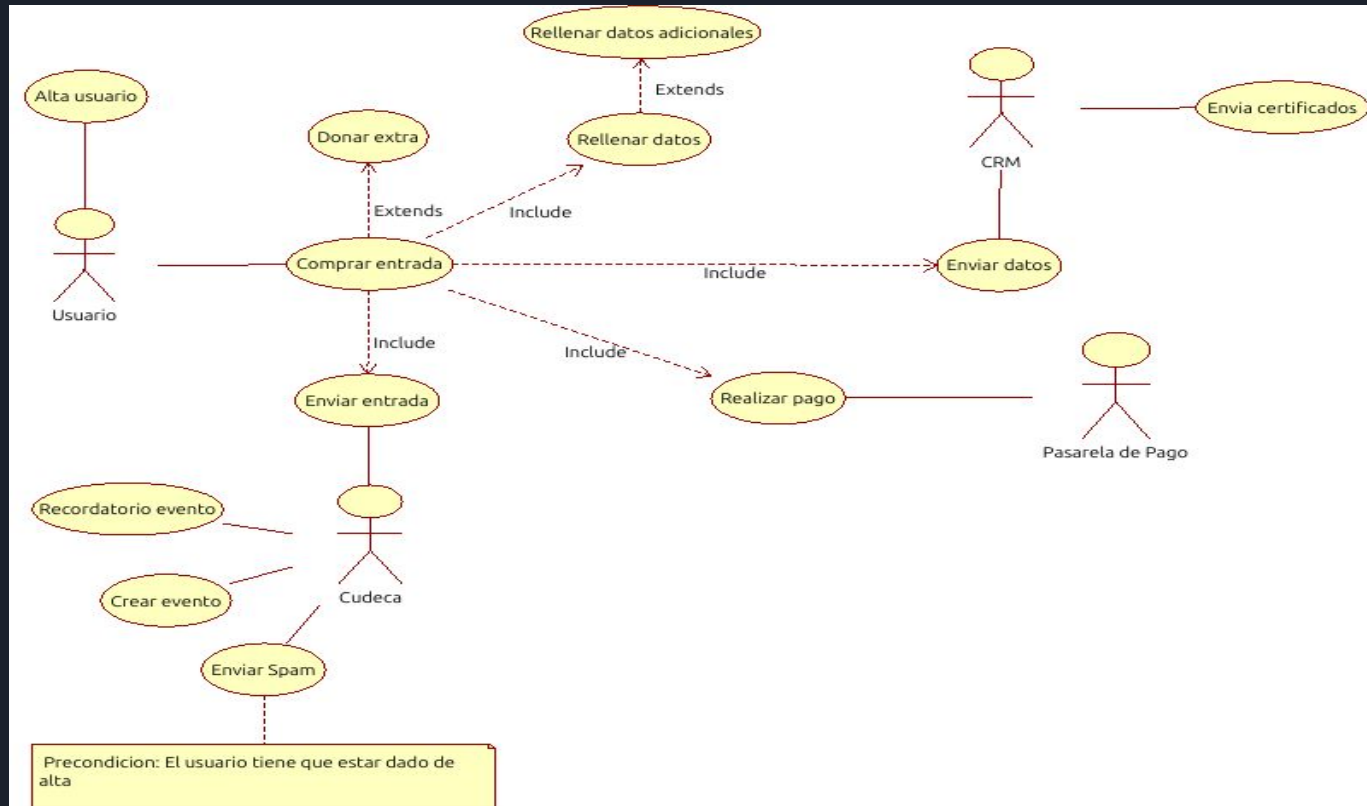 Rellenar datos adicionales
Alta usuario
Extends
Envia certificados
Donar extra
Rellenar datos
CRM
Extends
Include
Comprar entrada
Include
Enviar datos
Usuario
Include
Include
Enviar entrada
Realizar pago
Pasarela de Pago
Recordatorio evento
Crear evento
Cudeca
Enviar Spam
Precondicion: El usuario tiene que estar dado de
alta